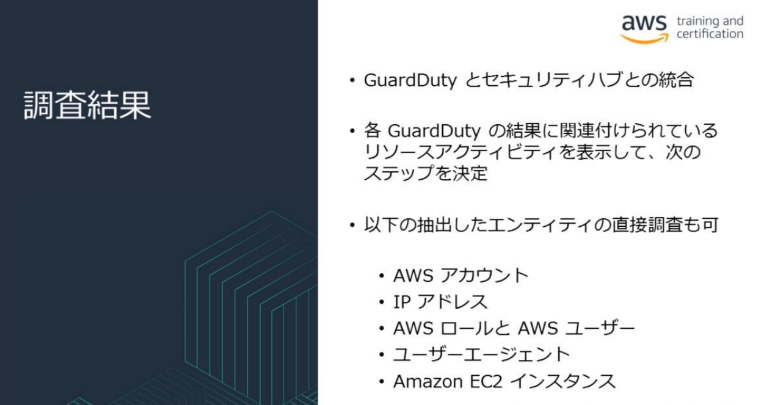 調査結果
aws training and
certification
• GuardDuty とセキュリティハブとの統合
• 各 GuardDuty の結果に関連付けられている
リソースアクティビティを表示して、次の
ステップを決定
• 以下の抽出したエンティティの直接調査も可
• AWS アカウント
• IP アドレス
• AWS ロールと AWS ユーザー
• ユーザーエージェント
• Amazon EC2 インスタンス